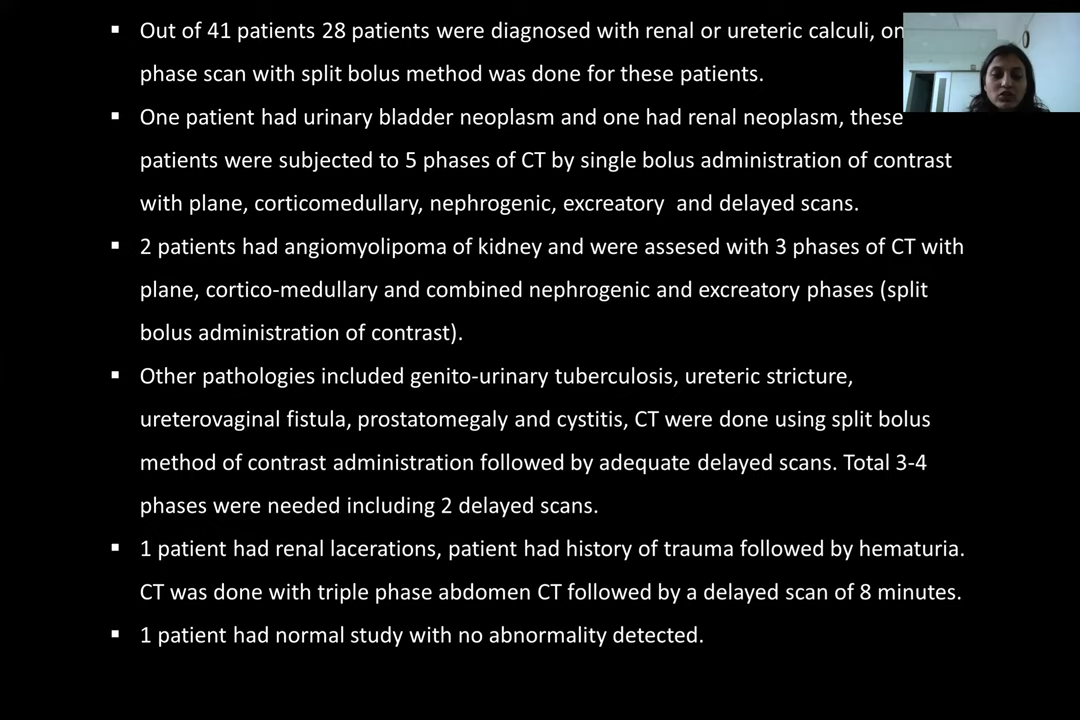 ▪ Out of 41 patients 28 patients were diagnosed with renal or ureteric calculi,
phase scan with split bolus method was done for these patients.
▪ One patient had urinary bladder neoplasm and one had renal neoplasm, these
patients were subjected to 5 phases of CT by single bolus administration of contrast
with plane, corticomedullary, nephrogenic, excreatory and delayed scans.
▪ 2 patients had angiomyolipoma of kidney and were assesed with 3 phases of CT with
plane, cortico-medullary and combined nephrogenic and excreatory phases (split
bolus administration of contrast).
▪ Other pathologies included genito-urinary tuberculosis, ureteric stricture,
ureterovaginal fistula, prostatomegaly and cystitis, CT were done using split bolus
method of contrast administration followed by adequate delayed scans. Total 3-4
phases were needed including 2 delayed scans.
▪ 1 patient had renal lacerations, patient had history of trauma followed by hematuria.
CT was done with triple phase abdomen CT followed by a delayed scan of 8 minutes.
▪ 1 patient had normal study with no abnormality detected.